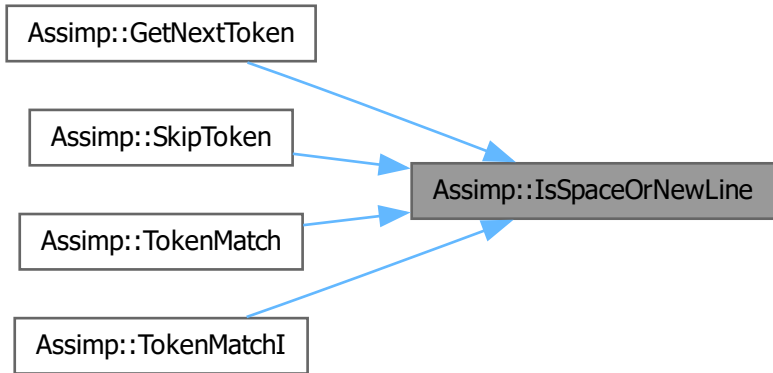 Assimp::GetNextToken
Assimp::SkipToken
Assimp::IsSpaceOrNewLine
Assimp::TokenMatch
Assimp::TokenMatchI